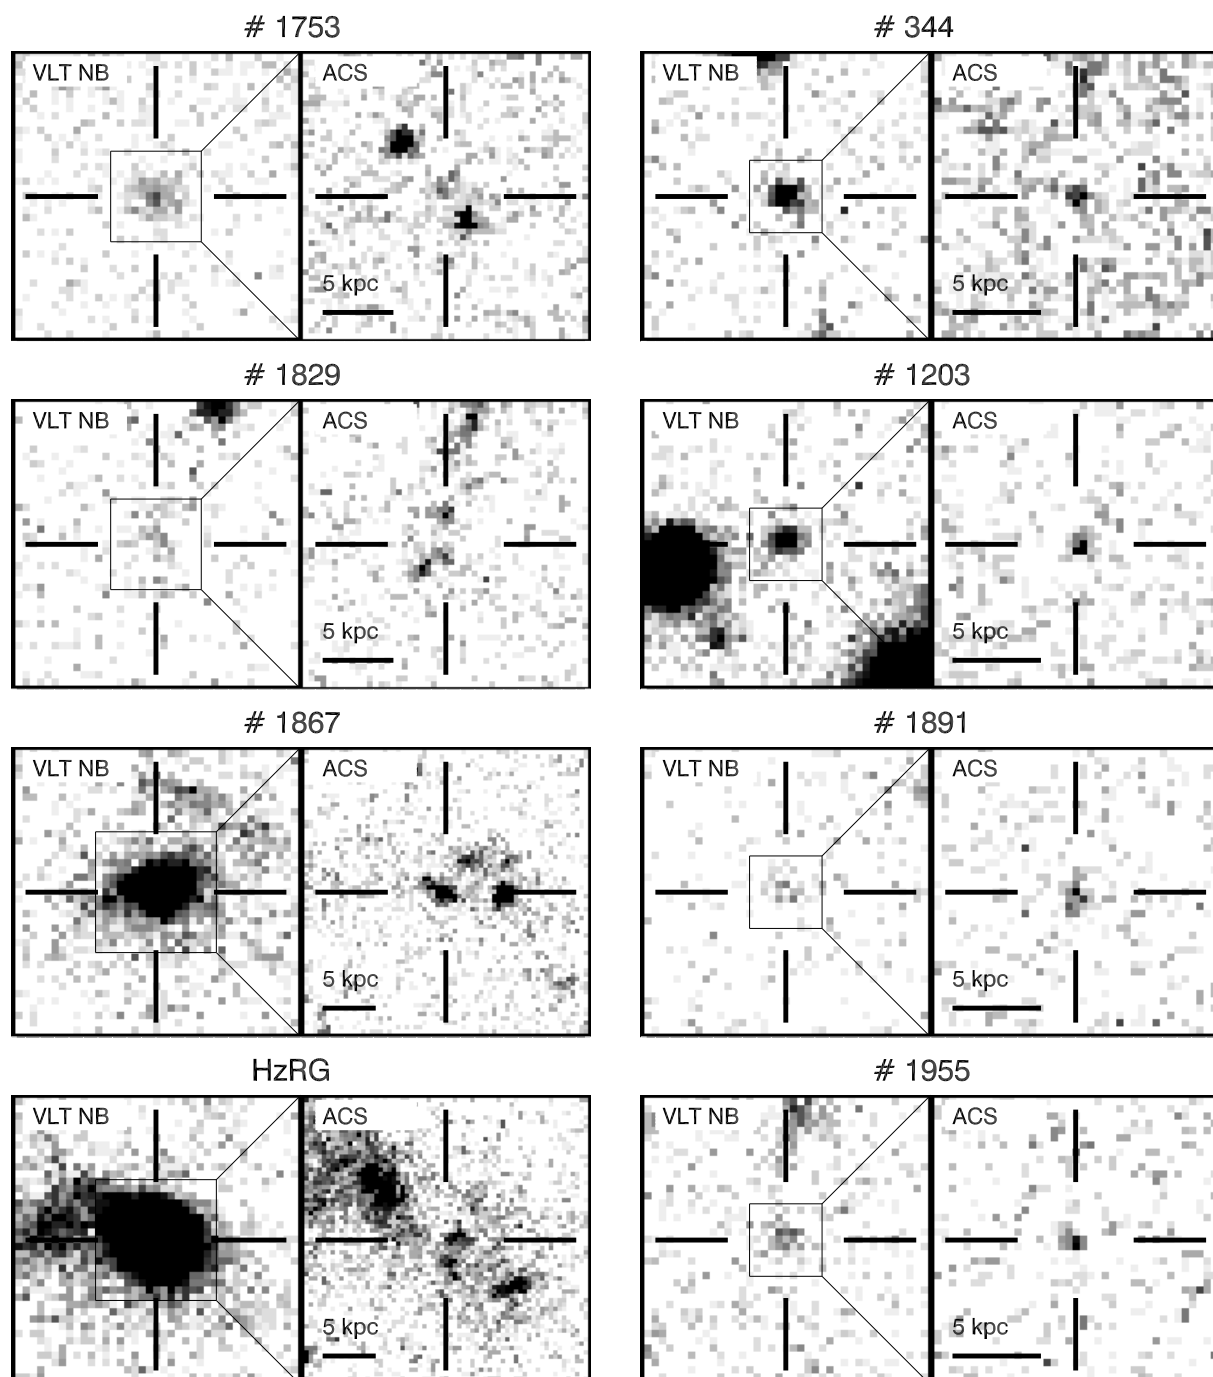 # 1753
VLT NB
ACS
5 kpc
# 344
VLT NB
ACS
5 kpc
# 1829
VLT NB
ACS
5 kpc
# 1203
VLT NB
ACS
5 kpc
# 1867
VLT NB
ACS
5 kpc
# 1891
VLT NB
ACS
5 kpc
HzRG
VLT NB
ACS
5 kpc
# 1955
VLT NB
ACS
5 kpc